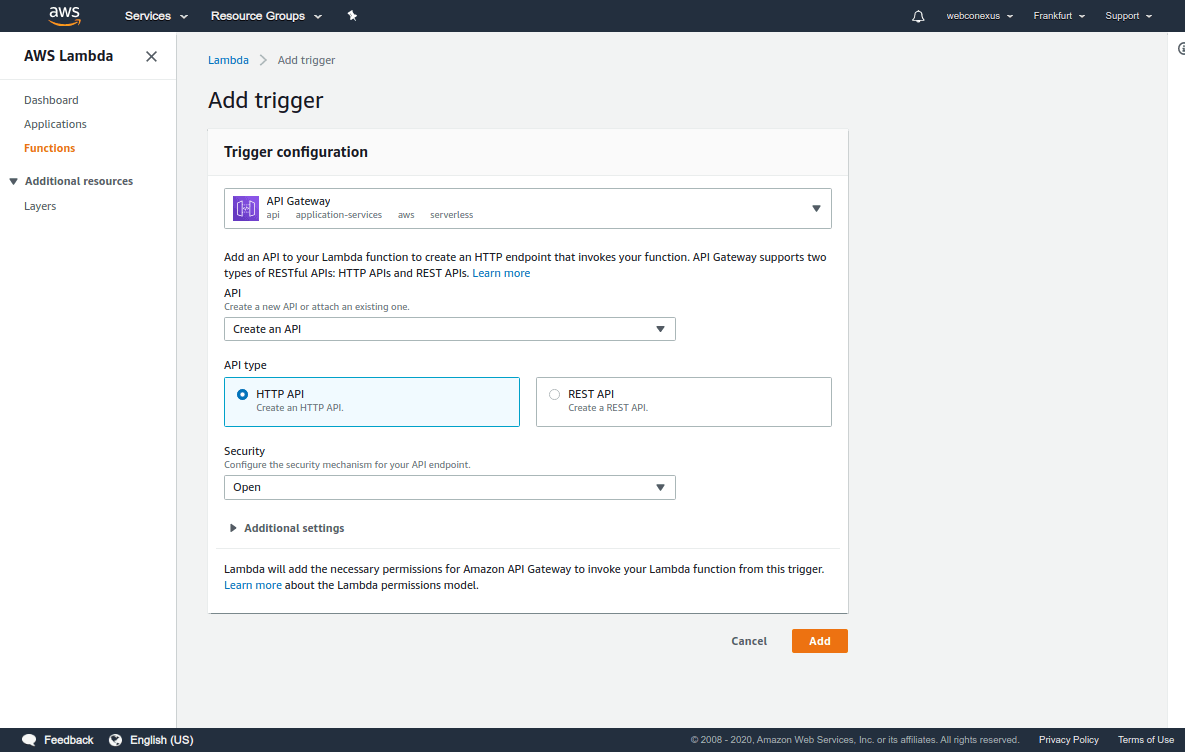 aws Services Resource Groups webconexus Frankfurt Support
AWS Lambda
Dashboard
Applications
Functions
Additional resources
Layers
Lambda Add trigger
Add trigger
Trigger configuration
API Gateway
api application-services aws serverless
Add an API to your Lambda function to create an HTTP endpoint that invokes your function. API Gateway supports two
types of RESTful APIs: HTTP APIs and REST APIs. Learn more
API
Create a new API or attach an existing one.
Create an API
API type
HTTP API
Create an HTTP API.
REST API
Create a REST API.
Security
Configure the security mechanism for your API endpoint.
Open
Additional settings
Lambda will add the necessary permissions for Amazon API Gateway to invoke your Lambda function from this trigger.
Learn more about the Lambda permissions model.
Cancel Add
Feedback English (US) © 2008 - 2020, Amazon Web Services, Inc. or its affiliates. All rights reserved. Privacy Policy Terms of Use